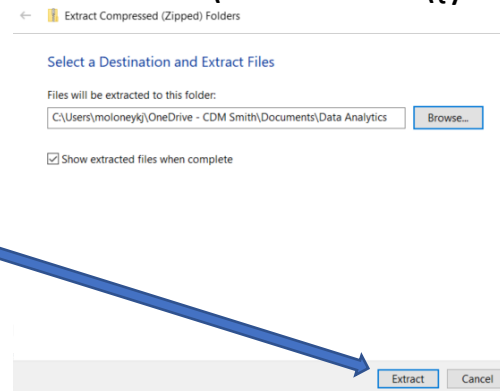 Extract Compressed (Zipped) Folders
Select a Destination and Extract Files
Files will be extracted to this folder:
C:\Users\moloneykj\OneDrive - CDM Smith\Documents\Data Analytics
Browse...
Show extracted files when complete
Extract
Cancel